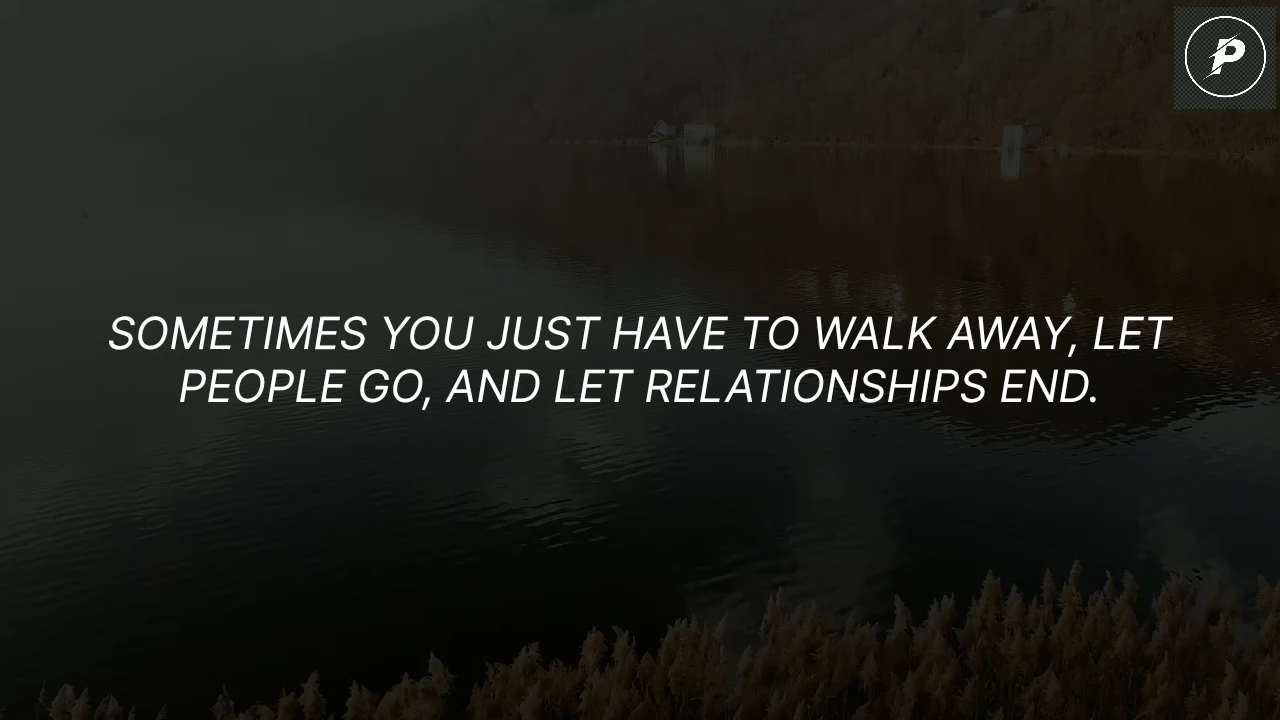 P
SOMETIMES YOU JUST HAVE TO WALK AWAY, LET
PEOPLE GO, AND LET RELATIONSHIPS END.